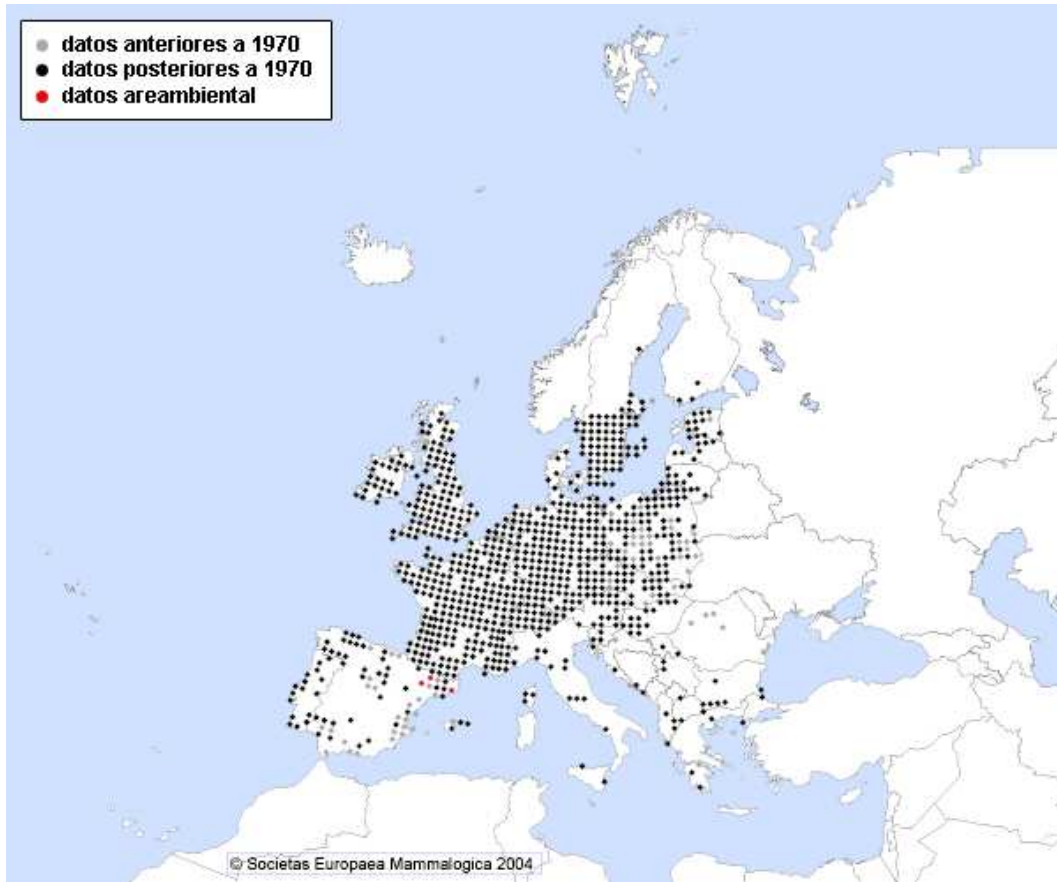 datos anteriores a 1970
datos posteriores a 1970
datos areambiental
© Societas Europaea Mammalogica 2004